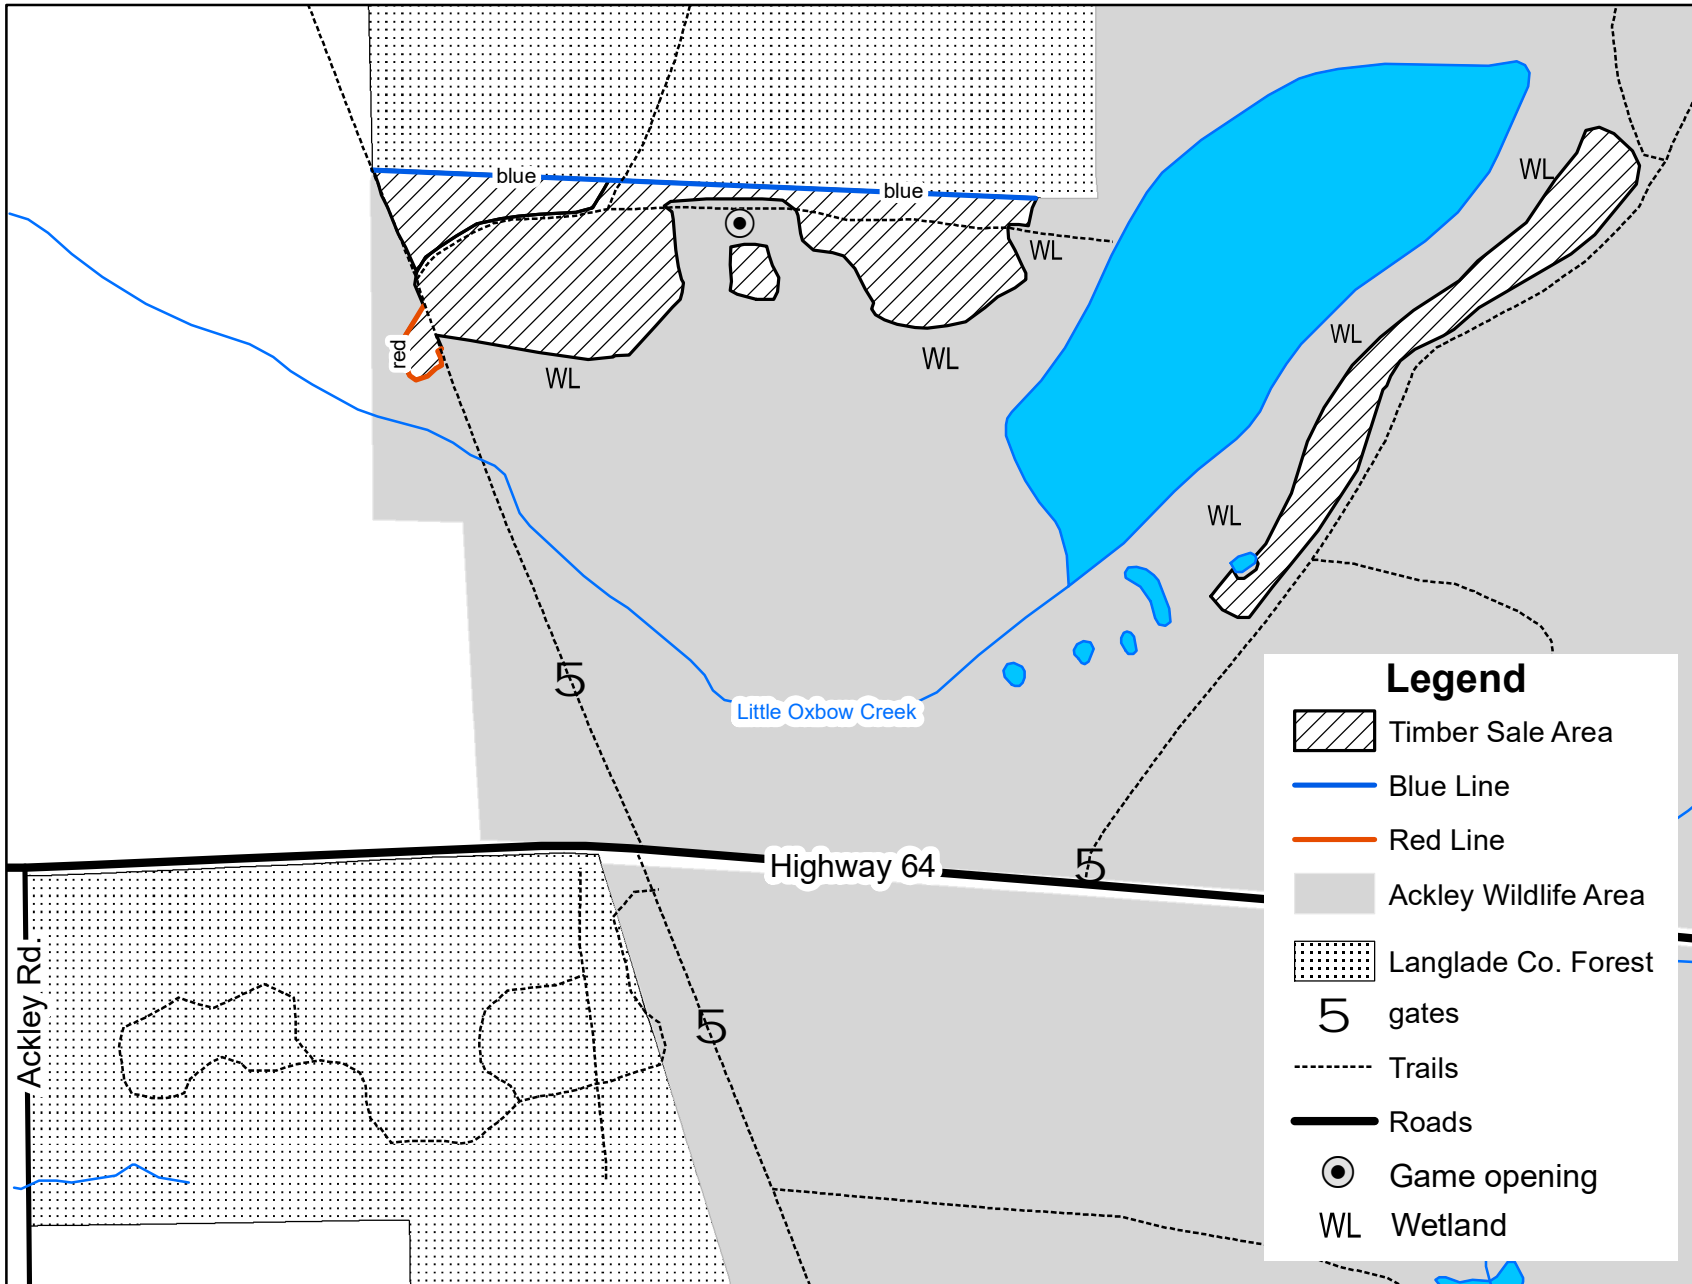 blue
blue
WL
WL
red
WL
WL
WL
WL
5
Little Oxbow Creek
Highway 64
5
Ackley Rd.
5
Legend
Timber Sale Area
Blue Line
Red Line
Ackley Wildlife Area
Langlade Co. Forest
5 gates
Trails
Roads
Game opening
WL Wetland